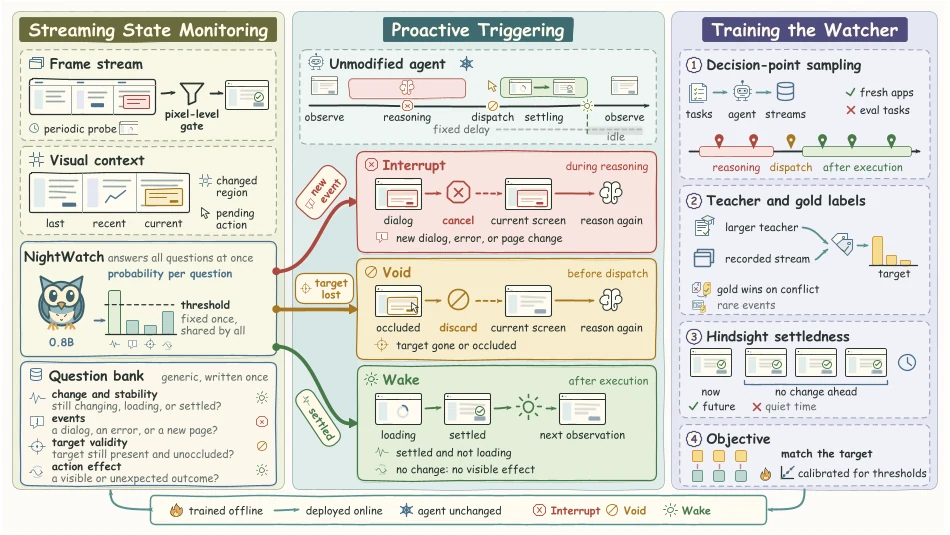 Streaming State Monitoring
Frame stream
periodic probe
pixel-level
gate
Visual context
last recent current
changed
region
pending
action
NightWatch answers all questions at once
probability per question
threshold
fixed once,
shared by all
0.8B
Question bank generic, written once
change and stability
still changing, loading, or settled?
events
a dialog, an error, or a new page?
target validity
target still present and unoccluded?
action effect
a visible or unexpected outcome?
Proactive Triggering
Unmodified agent
observe reasoning dispatch settling observe
fixed delay
idle
new
event
Interrupt during reasoning
dialog cancel current screen reason again
new dialog, error, or page change
target
lost
Void before dispatch
occluded discard current screen reason again
target gone or occluded
settled
Wake after execution
loading settled next observation
settled and not loading
no change: no visible effect
Training the Watcher
1 Decision-point sampling
tasks agent streams
fresh apps
eval tasks
reasoning dispatch after execution
2 Teacher and gold labels
larger teacher
recorded stream
target
gold wins on conflict
rare events
3 Hindsight settledness
now no change ahead
future quiet time
4 Objective
match the target
calibrated for thresholds
trained offline deployed online agent unchanged Interrupt Void Wake